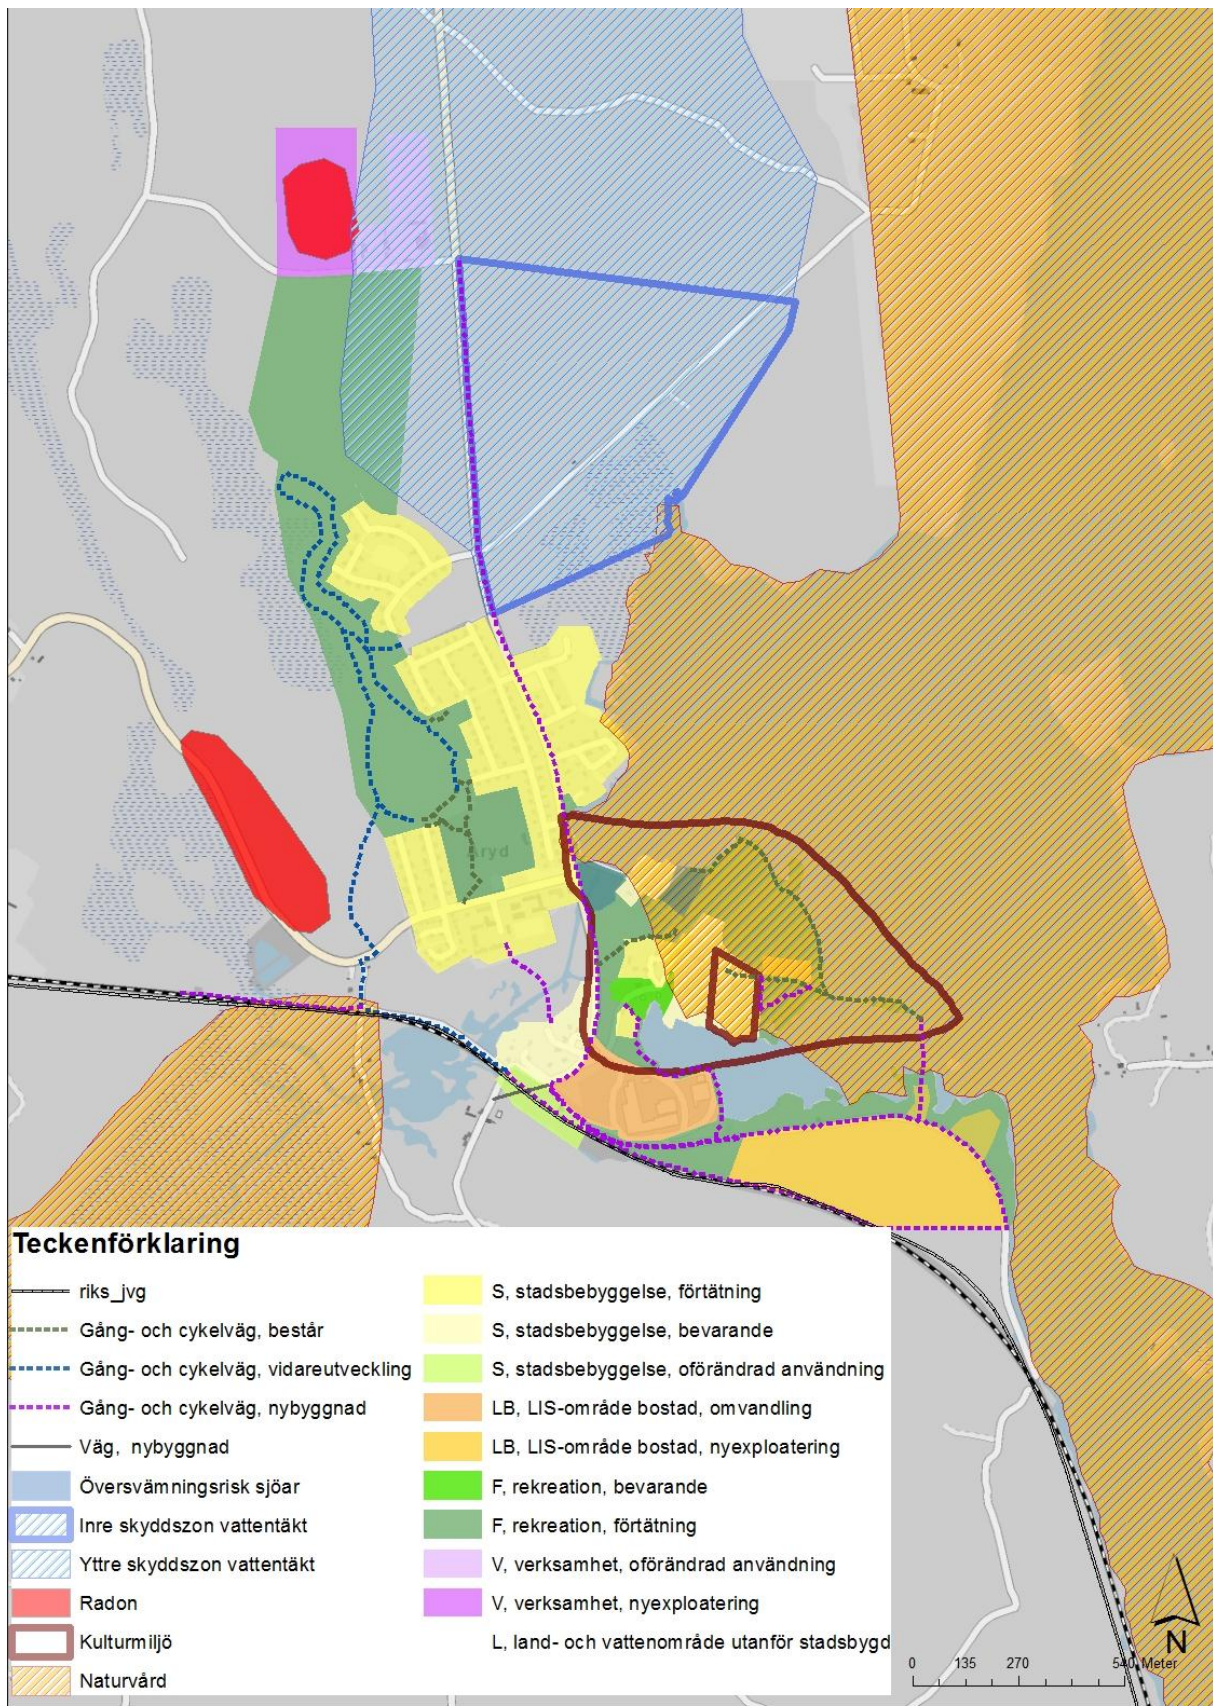 Aryd
Teckenförklaring
riks_jvg
Gång- och cykelväg, består
Gång- och cykelväg, vidareutveckling
Gång- och cykelväg, nybyggnad
Väg, nybyggnad
Översvämningsrisk sjöar
Inre skyddszon vattentäkt
Yttre skyddszon vattentäkt
Radon
Kulturmiljö
Naturvård
S, stadsbebyggelse, förtätning
S, stadsbebyggelse, bevarande
S, stadsbebyggelse, oförändrad användning
LB, LIS-område bostad, omvandling
LB, LIS-område bostad, nyexploatering
F, rekreation, bevarande
F, rekreation, förtätning
V, verksamhet, oförändrad användning
V, verksamhet, nyexploatering
L, land- och vattenområde utanför stadsbygd
N
0 135 270 540 Meter